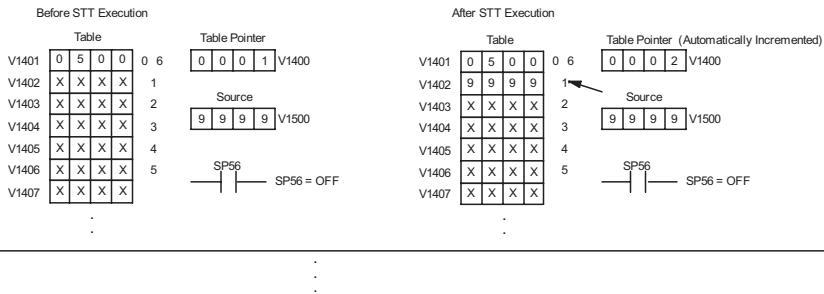 Before STT Execution
After STT Execution
Table
Table Pointer
Table
Table Pointer (Automatically Incremented)
V1401 0 5 0 0 0 6
0 0 0 1 V1400
V1401 0 5 0 0 0 6
0 0 0 2 V1400
V1402 X X X X 1
V1402 9 9 9 9 1
V1403 X X X X 2
Source
V1403 X X X X 2
Source
V1404 X X X X 3
9 9 9 9 V1500
V1404 X X X X 3
9 9 9 9 V1500
V1405 X X X X 4
V1405 X X X X 4
V1406 X X X X 5
SP56
V1406 X X X X 5
SP56
V1407 X X X X
SP56 = OFF
V1407 X X X X
SP56 = OFF